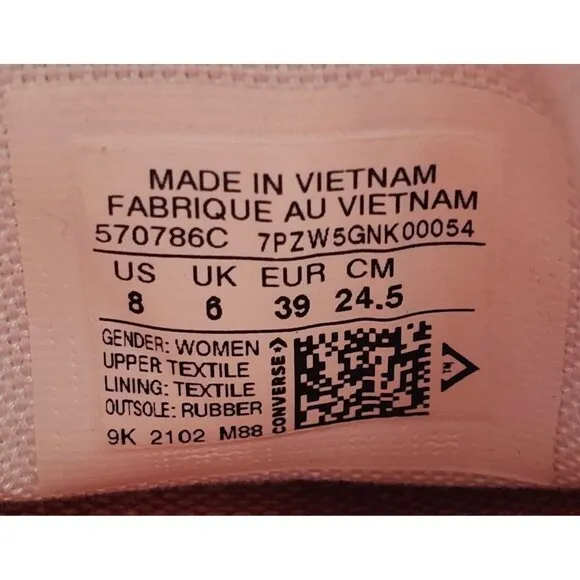 MADE IN VIETNAM
FABRIQUE AU VIETNAM
570786C 7PZW5GNK00054
US UK EUR CM
8 6 39 24.5
GENDER: WOMEN
UPPER: TEXTILE
LINING: TEXTILE
OUTSOLE: RUBBER
9K 2102 M88
CONVERSE
TM